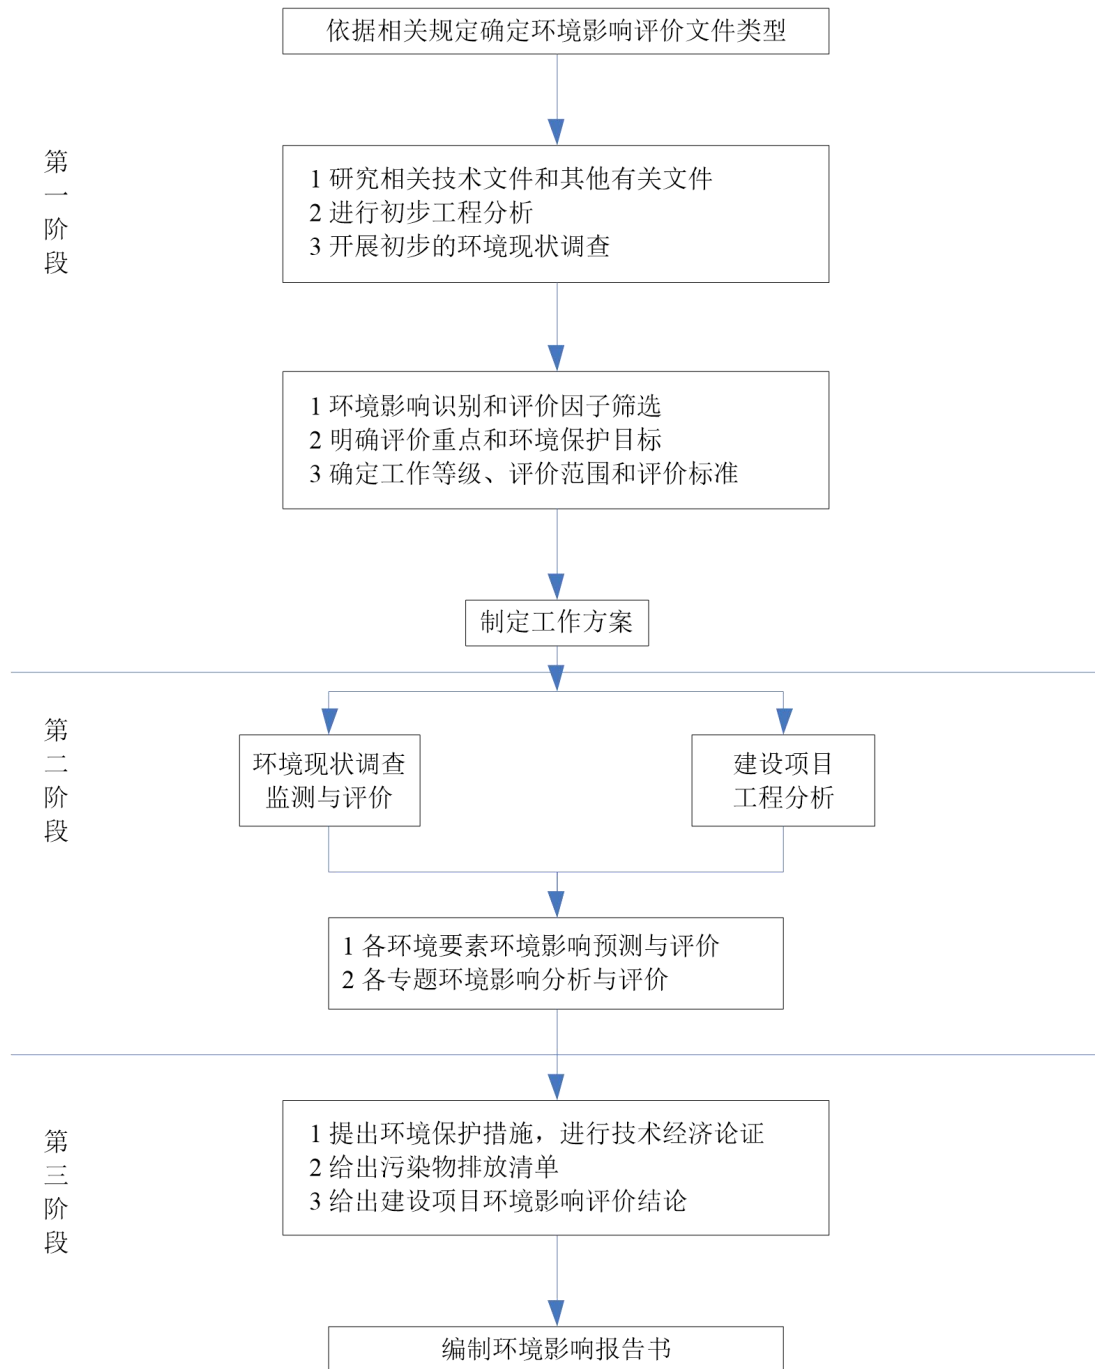 依据相关规定确定环境影响评价文件类型
第一阶段
1 研究相关技术文件和其他有关文件
2 进行初步工程分析
3 开展初步的环境现状调查
1 环境影响识别和评价因子筛选
2 明确评价重点和环境保护目标
3 确定工作等级、评价范围和评价标准
制定工作方案
第二阶段
环境现状调查
监测与评价
建设项目
工程分析
1 各环境要素环境影响预测与评价
2 各专题环境影响分析与评价
第三阶段
1 提出环境保护措施，进行技术经济论证
2 给出污染物排放清单
3 给出建设项目环境影响评价结论
编制环境影响报告书